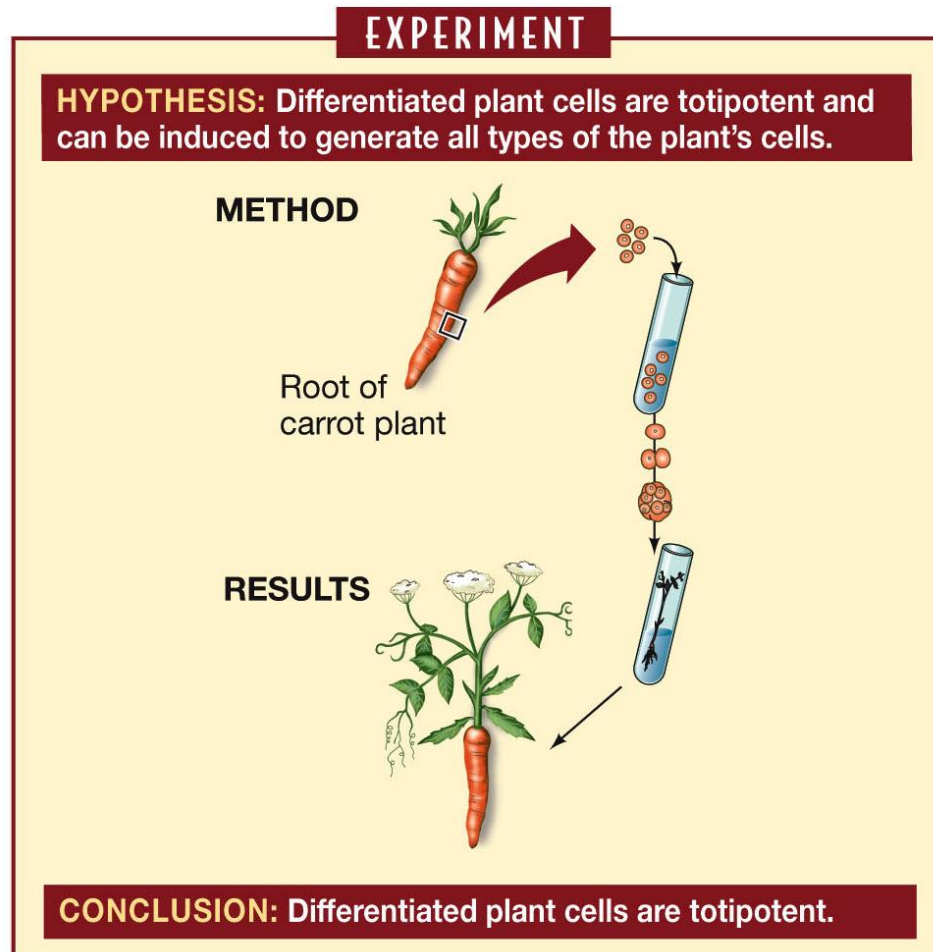 EXPERIMENT
HYPOTHESIS: Differentiated plant cells are totipotent and
can be induced to generate all types of the plant’s cells.
METHOD
Root of
carrot plant
RESULTS
CONCLUSION: Differentiated plant cells are totipotent.